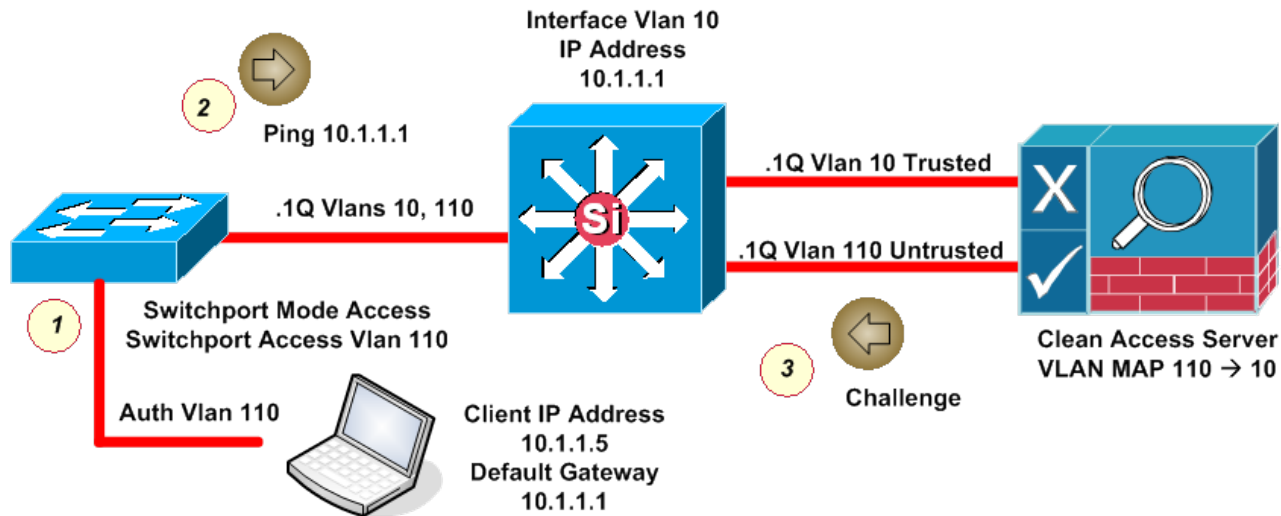 Interface Vlan 10
IP Address
10.1.1.1
2
Ping 10.1.1.1
.1Q Vlan 10 Trusted
X
.1Q Vlans 10, 110
Si
.1Q Vlan 110 Untrusted
1
Switchport Mode Access
Switchport Access Vlan 110
3
Challenge
Clean Access Server
VLAN MAP 110 → 10
Auth Vlan 110
Client IP Address
10.1.1.5
Default Gateway
10.1.1.1